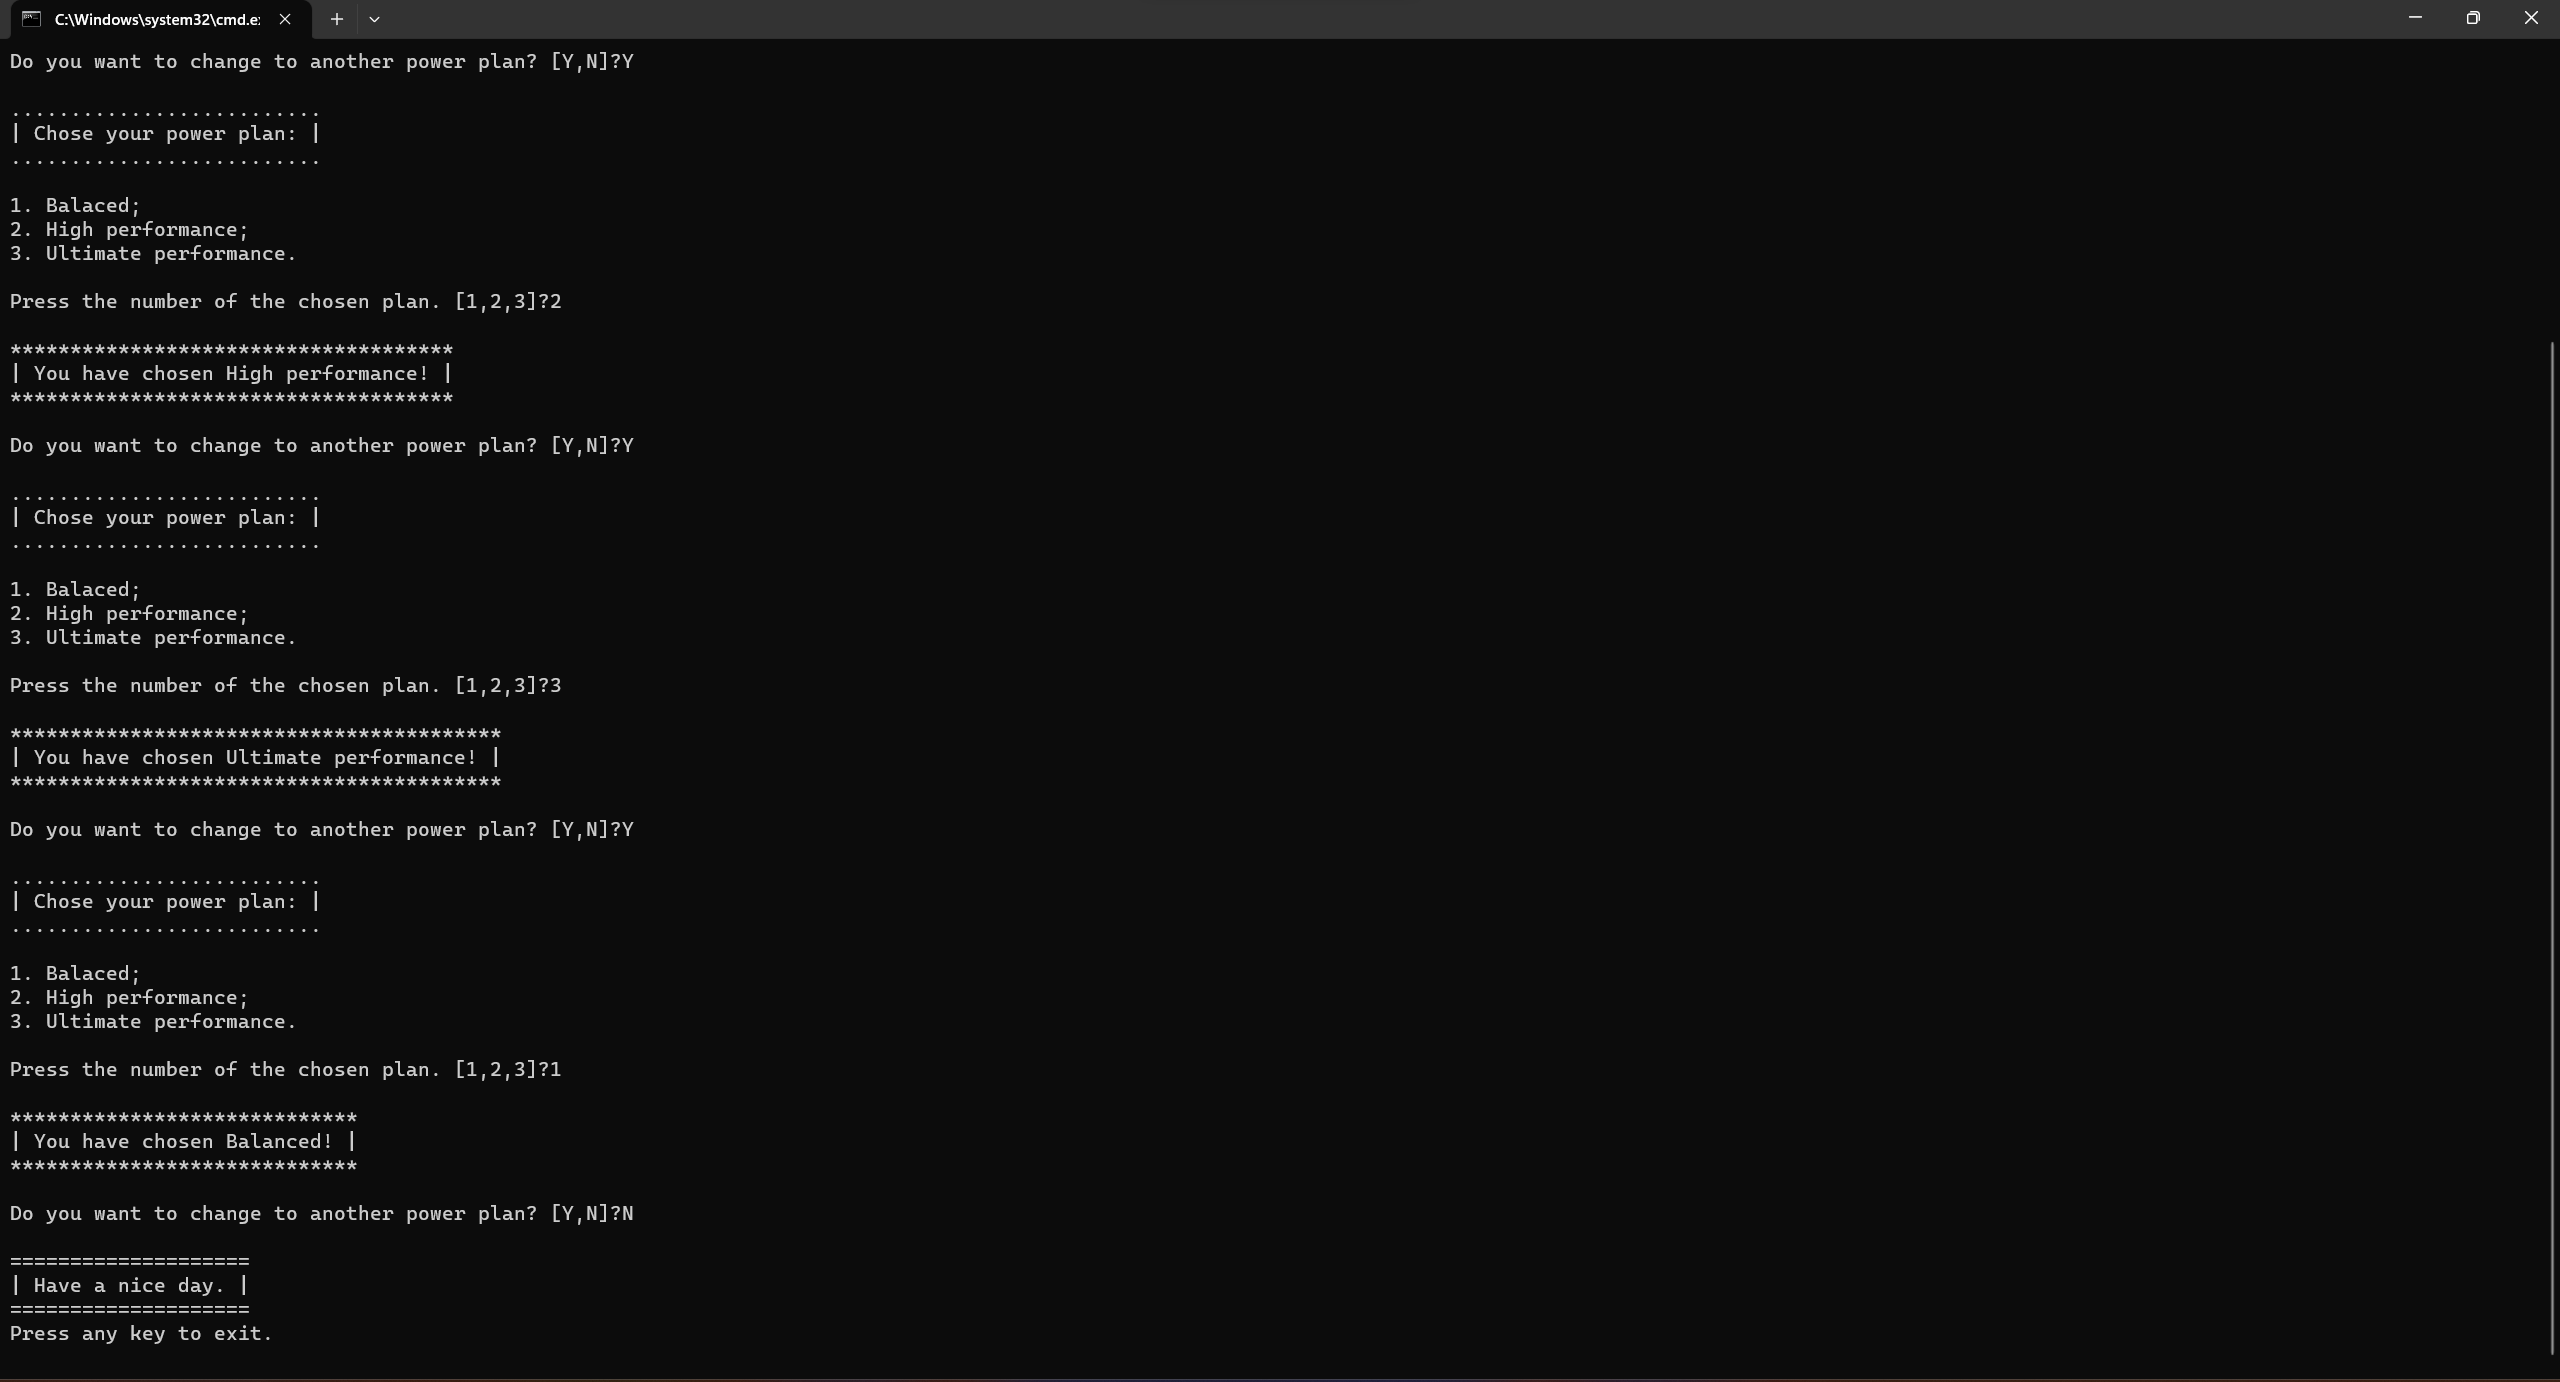 C:\Windows\system32\cmd.e:
Do you want to change to another power plan? [Y,N]?Y
..........................
| Chose your power plan: |
..........................
1. Balaced;
2. High performance;
3. Ultimate performance.
Press the number of the chosen plan. [1,2,3]?2
*************************************
| You have chosen High performance! |
*************************************
Do you want to change to another power plan? [Y,N]?Y
..........................
| Chose your power plan: |
..........................
1. Balaced;
2. High performance;
3. Ultimate performance.
Press the number of the chosen plan. [1,2,3]?3
*****************************************
| You have chosen Ultimate performance! |
*****************************************
Do you want to change to another power plan? [Y,N]?Y
..........................
| Chose your power plan: |
..........................
1. Balaced;
2. High performance;
3. Ultimate performance.
Press the number of the chosen plan. [1,2,3]?1
*****************************
| You have chosen Balanced! |
*****************************
Do you want to change to another power plan? [Y,N]?N
====================
| Have a nice day. |
====================
Press any key to exit.